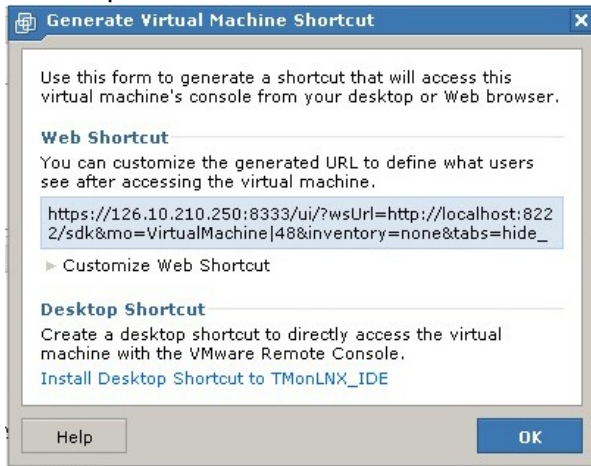 Generate Virtual Machine Shortcut
Use this form to generate a shortcut that will access this
virtual machine's console from your desktop or Web browser.
Web Shortcut
You can customize the generated URL to define what users
see after accessing the virtual machine.
https://126.10.210.250:8333/ui/?wsUrl=http://localhost:822
2/sdk&mo=VirtualMachine|48&inventory=none&tabs=hide_
Customize Web Shortcut
Desktop Shortcut
Create a desktop shortcut to directly access the virtual
machine with the VMware Remote Console.
Install Desktop Shortcut to TMonLNX_IDE
Help
OK